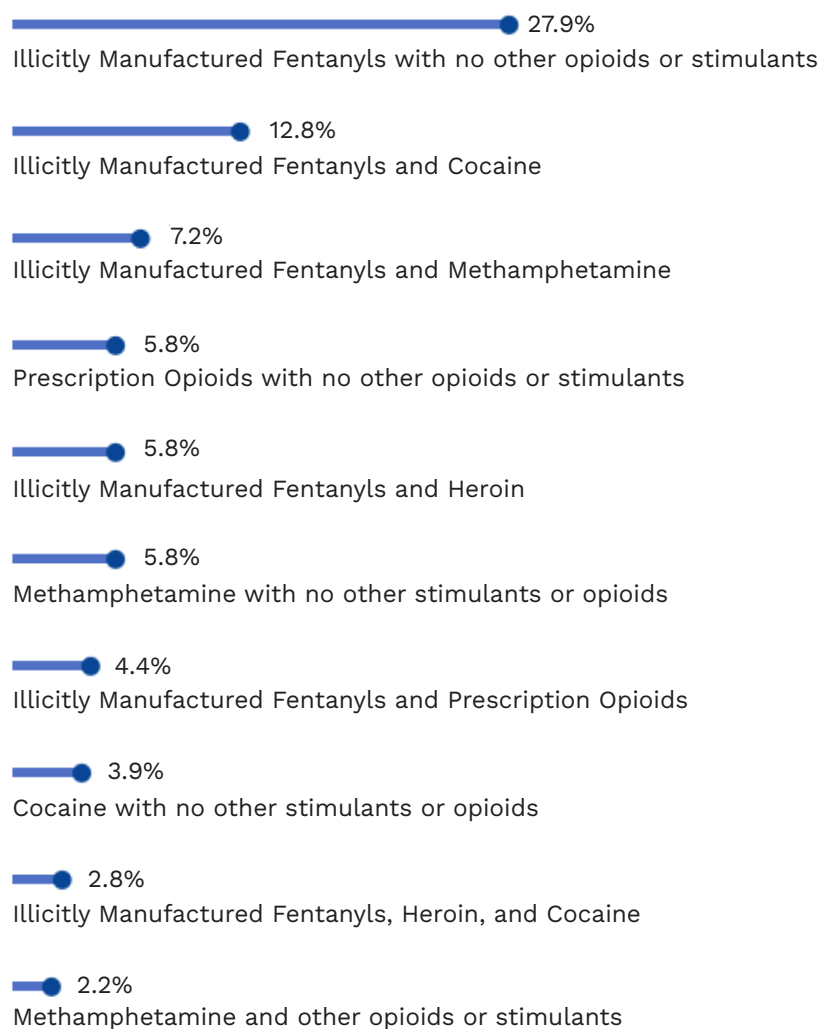 27.9%
Illicitly Manufactured Fentanyls with no other opioids or stimulants
12.8%
Illicitly Manufactured Fentanyls and Cocaine
7.2%
Illicitly Manufactured Fentanyls and Methamphetamine
5.8%
Prescription Opioids with no other opioids or stimulants
5.8%
Illicitly Manufactured Fentanyls and Heroin
5.8%
Methamphetamine with no other stimulants or opioids
4.4%
Illicitly Manufactured Fentanyls and Prescription Opioids
3.9%
Cocaine with no other stimulants or opioids
2.8%
Illicitly Manufactured Fentanyls, Heroin, and Cocaine
2.2%
Methamphetamine and other opioids or stimulants